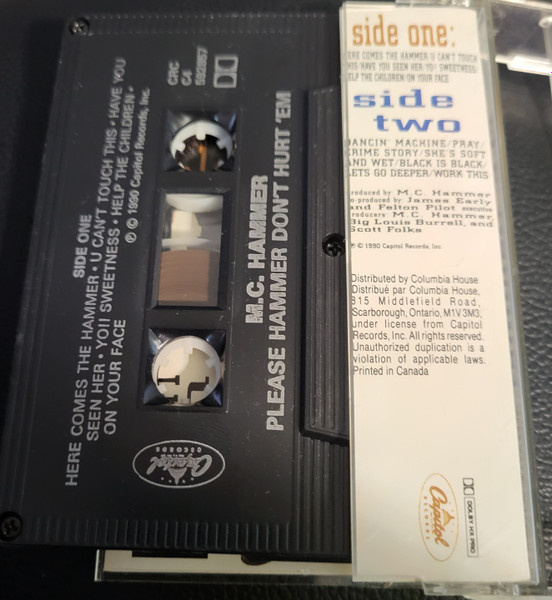 CRC
C4
592857
SIDE ONE
HERE COMES THE HAMMER • U CAN'T TOUCH THIS • HAVE YOU
SEEN HER • YO!! SWEETNESS • HELP THE CHILDREN •
ON YOUR FACE
℗ © 1990 Capitol Records, Inc.
M.C. HAMMER
PLEASE HAMMER DON'T HURT 'EM
Capitol
RECORDS
side one:
ERE COMES THE HAMMER/U CAN'T TOUCH
HIS/HAVE YOU SEEN HER/YO!! SWEETNESS/
ELP THE CHILDREN/ON YOUR FACE
side
two
DANCIN' MACHINE/PRAY/
CRIME STORY/SHE'S SOFT
AND WET/BLACK IS BLACK/
LETS GO DEEPER/WORK THIS
produced by M.C. Hammer
produced by James Early
and Felton Pilot executive
producers: M.C. Hammer,
Big Louis Burrell, and
Scott Folks
℗ © 1990 Capitol Records, Inc.
Distributed by Columbia House
Distribué par Columbia House,
815 Middlefield Road,
Scarborough, Ontario, M1V 3M3,
under license from Capitol
Records, Inc. All rights reserved.
Unauthorized duplication is a
violation of applicable laws.
Printed in Canada
Capitol
RECORDS
DOLBY HX PRO